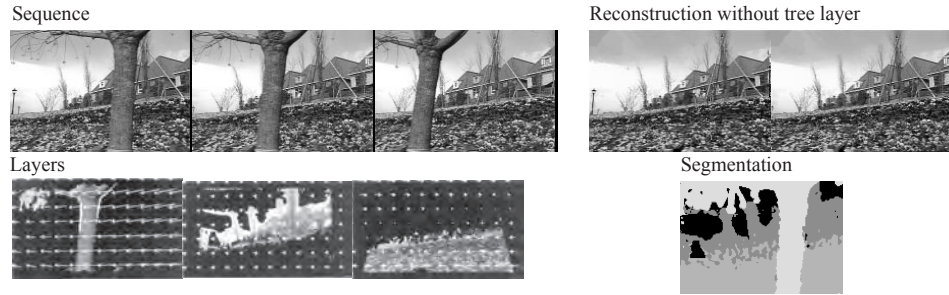 Sequence
Reconstruction without tree layer
Layers
Segmentation